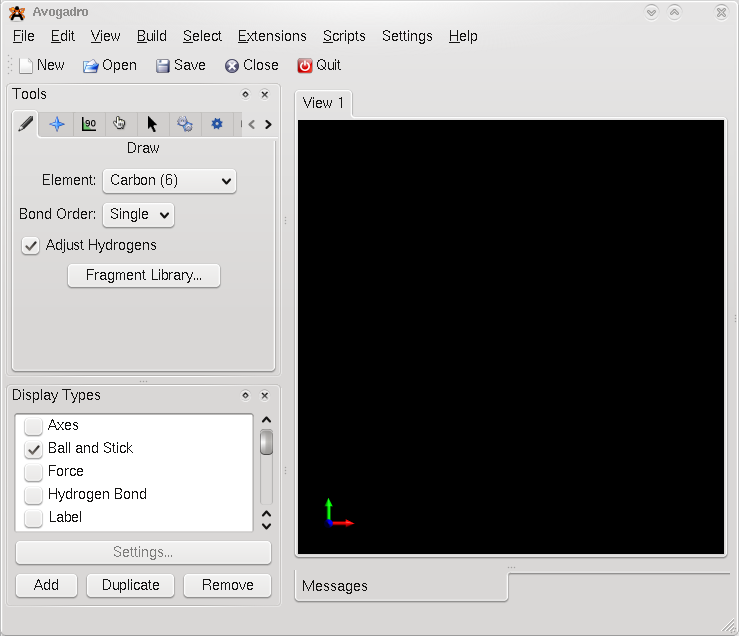 Avogadro
File Edit View Build Select Extensions Scripts Settings Help
New Open Save Close Quit
Tools
90
Draw
Element: Carbon (6)
Bond Order: Single
Adjust Hydrogens
Fragment Library...
Display Types
Axes
Ball and Stick
Force
Hydrogen Bond
Label
Settings...
Add Duplicate Remove
View 1
Messages